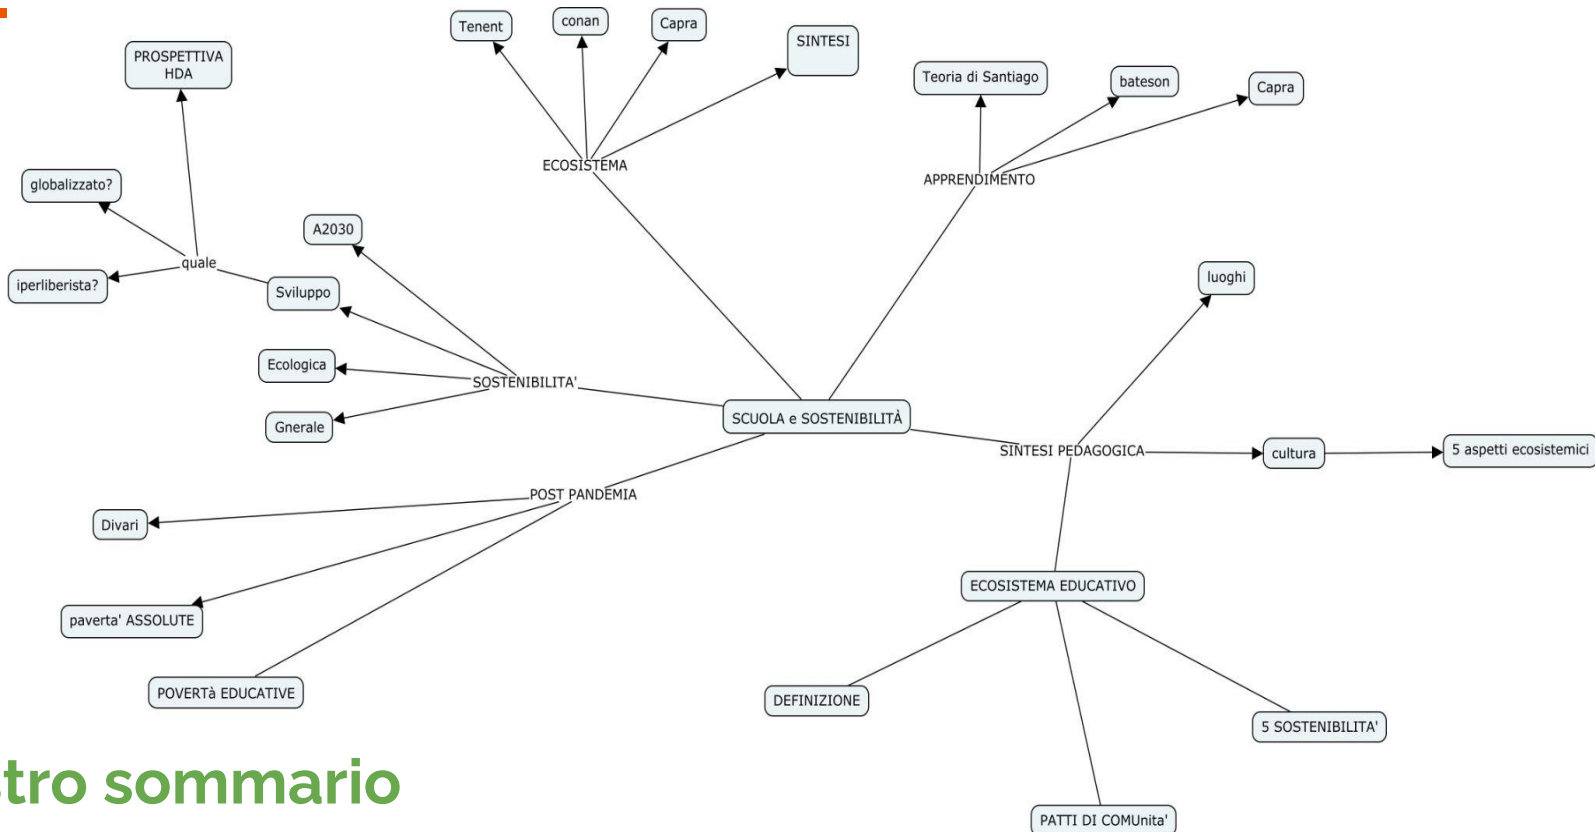 Tenent
conan
Capra
SINTESI
PROSPETTIVA
HDA
Teoria di Santiago
bateson
Capra
ECOSISTEMA
APPRENDIMENTO
globalizzato?
A2030
quale
iperliberista?
Sviluppo
luoghi
Ecologica
SOSTENIBILITA'
Gnerale
SCUOLA e SOSTENIBILITÀ
SINTESI PEDAGOGICA
cultura
5 aspetti ecosistemici
POST PANDEMIA
Divari
ECOSISTEMA EDUCATIVO
paverta' ASSOLUTE
POVERTà EDUCATIVE
DEFINIZIONE
5 SOSTENIBILITA'
PATTI DI COMUnita'
stro sommario